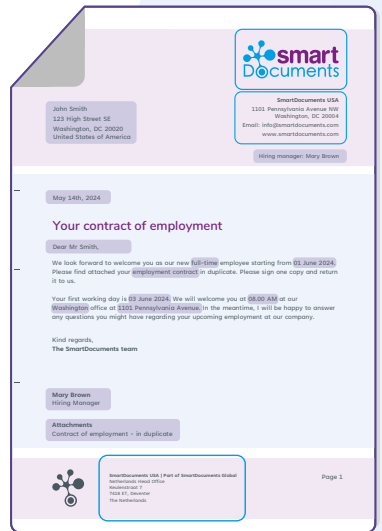 smart
Documents
SmartDocuments USA
1101 Pennsylvania Avenue NW
Washington, DC 20004
Email: info@smartdocuments.com
www.smartdocuments.com
John Smith
123 High Street SE
Washington, DC 20020
United States of America
Hiring manager: Mary Brown
May 14th, 2024
Your contract of employment
Dear Mr Smith,
We look forward to welcome you as our new full-time employee starting from 01 June 2024.
Please find attached your employment contract in duplicate. Please sign one copy and return
it to us.
Your first working day is 03 June 2024. We will welcome you at 08.00 AM at our
Washington office at 1101 Pennsylvania Avenue. In the meantime, I will be happy to answer
any questions you might have regarding your upcoming employment at our company.
Kind regards,
The SmartDocuments team
Mary Brown
Hiring Manager
Attachments
Contract of employment – in duplicate
SmartDocuments USA | Part of SmartDocuments Global
Netherlands Head Office
Keulenstraat 7
7418 ET, Deventer
The Netherlands
Page 1